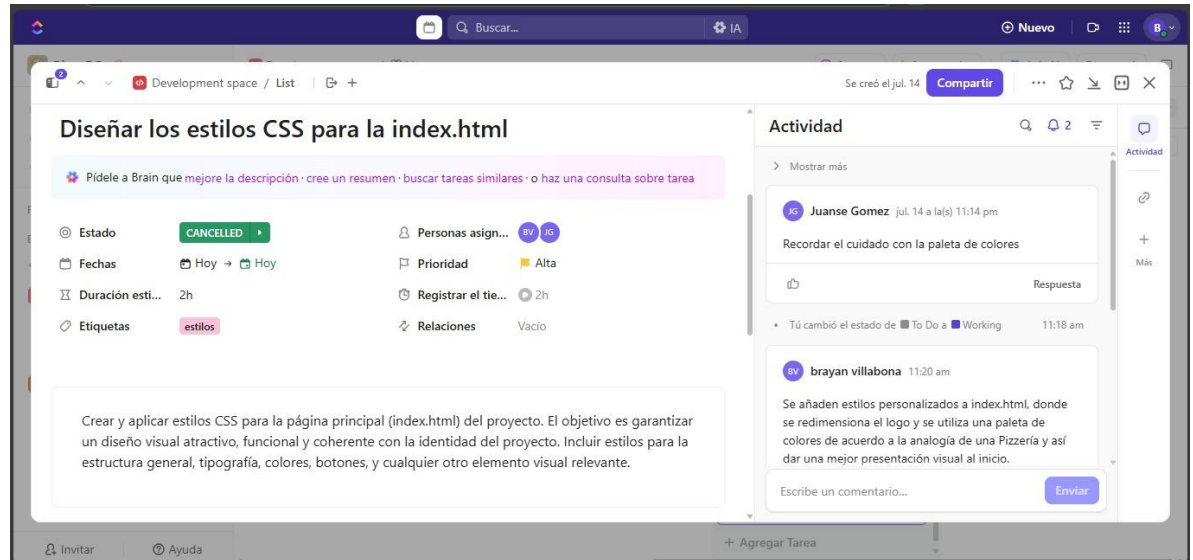 Buscar...
IA
Nuevo
B
2
Development space / List
Se creó el jul. 14
Compartir
Diseñar los estilos CSS para la index.html
Pídele a Brain que mejore la descripción · cree un resumen · buscar tareas similares · o haz una consulta sobre tarea
Estado
CANCELLED
Personas asign...
BV JG
Fechas
Hoy → Hoy
Prioridad
Alta
Duración esti...
2h
Registrar el tie...
2h
Etiquetas
estilos
Relaciones
Vacío
Crear y aplicar estilos CSS para la página principal (index.html) del proyecto. El objetivo es garantizar
un diseño visual atractivo, funcional y coherente con la identidad del proyecto. Incluir estilos para la
estructura general, tipografía, colores, botones, y cualquier otro elemento visual relevante.
Actividad
2
Mostrar más
JG Juanse Gomez jul. 14 a la(s) 11:14 pm
Recordar el cuidado con la paleta de colores
Respuesta
Tú cambió el estado de To Do a Working 11:18 am
BV brayan villabona 11:20 am
Se añaden estilos personalizados a index.html, donde
se redimensiona el logo y se utiliza una paleta de
colores de acuerdo a la analogía de una Pizzería y así
dar una mejor presentación visual al inicio.
Escribe un comentario...
Enviar
Actividad
Más
Invitar
Ayuda
+ Agregar Tarea